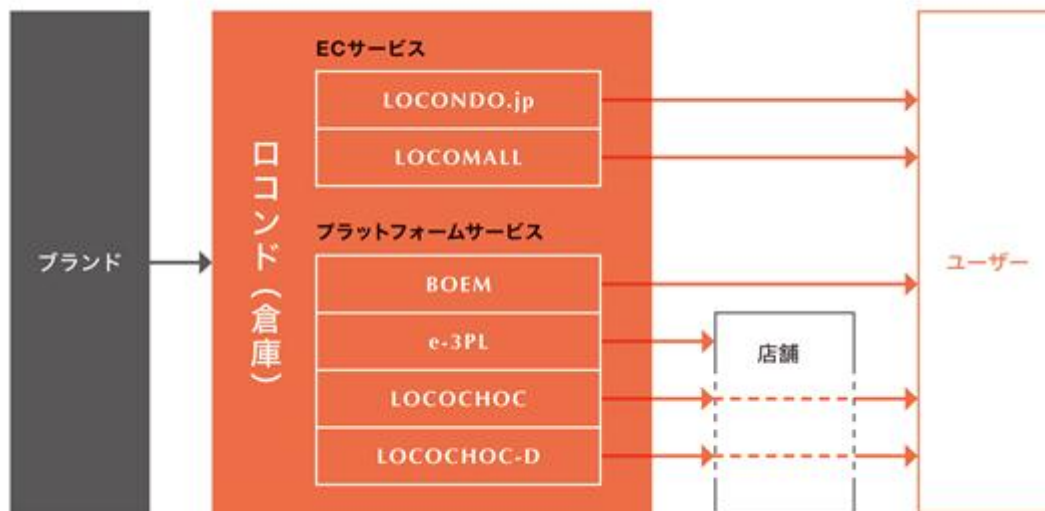 ブランド
ロコンド(倉庫)
ECサービス
LOCONDO.jp
LOCOMALL
プラットフォームサービス
BOEM
e-3PL
LOCOCHOC
LOCOCHOC-D
店舗
ユーザー